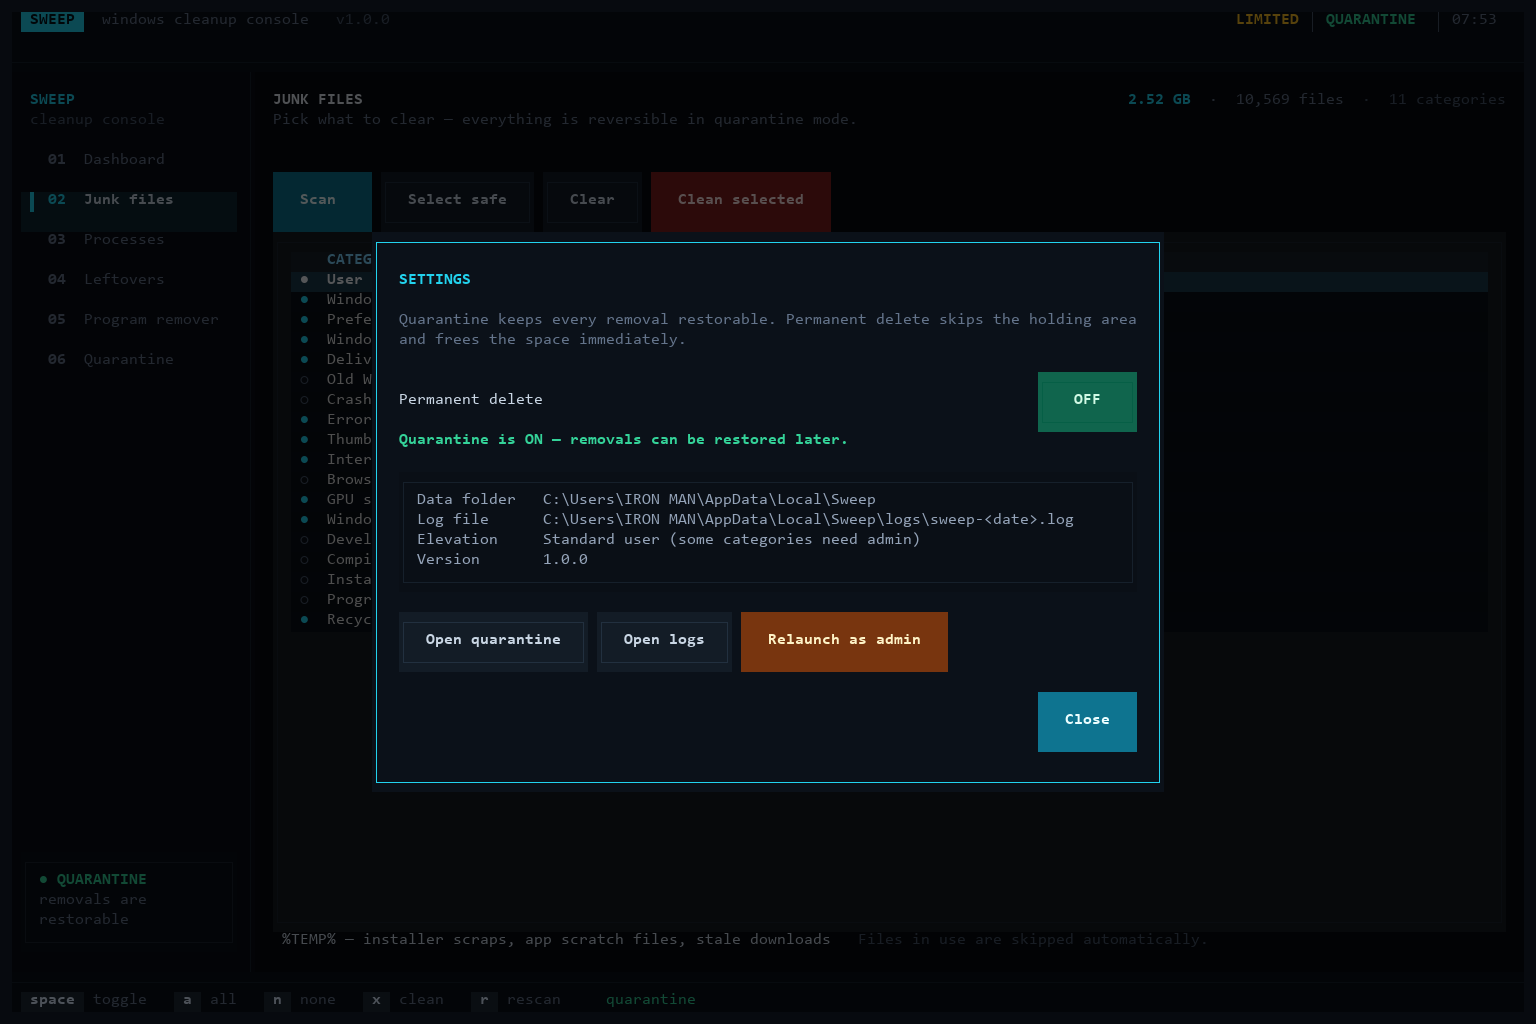 SWEEP windows cleanup console v1.0.0 LIMITED QUARANTINE 07:53
SWEEP
cleanup console
01 Dashboard
02 Junk files
03 Processes
04 Leftovers
05 Program remover
06 Quarantine
● QUARANTINE
removals are
restorable
JUNK FILES 2.52 GB · 10,569 files · 11 categories
Pick what to clear — everything is reversible in quarantine mode.
Scan Select safe Clear Clean selected
CATEG
● User
● Windo
● Prefe
● Windo
● Deliv
○ Old W
○ Crash
● Error
● Thumb
● Inter
○ Brows
● GPU s
● Windo
○ Devel
○ Compi
○ Insta
○ Progr
● Recyc
SETTINGS
Quarantine keeps every removal restorable. Permanent delete skips the holding area
and frees the space immediately.
Permanent delete OFF
Quarantine is ON — removals can be restored later.
Data folder C:\Users\IRON MAN\AppData\Local\Sweep
Log file C:\Users\IRON MAN\AppData\Local\Sweep\logs\sweep-<date>.log
Elevation Standard user (some categories need admin)
Version 1.0.0
Open quarantine Open logs Relaunch as admin
Close
%TEMP% — installer scraps, app scratch files, stale downloads Files in use are skipped automatically.
space toggle a all n none x clean r rescan quarantine